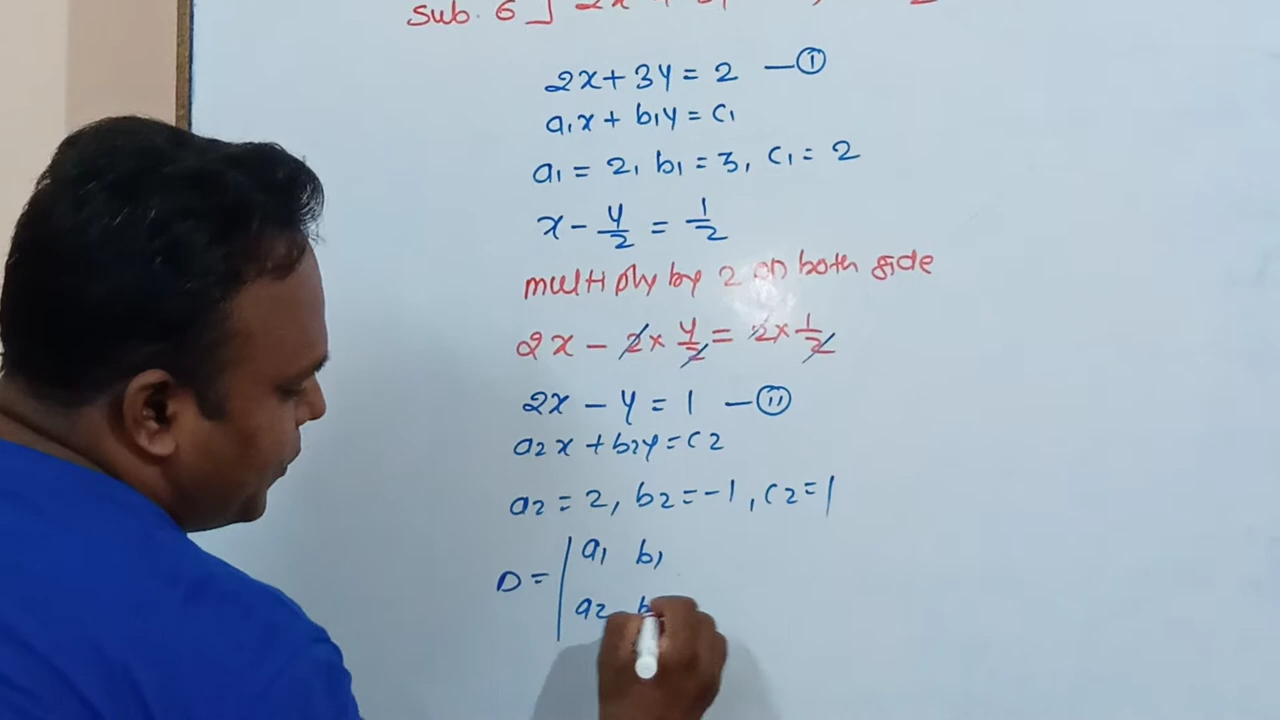 Sub. 6] 2x
2x + 3y = 2 —①
a₁x + b₁y = c₁
a₁ = 2, b₁ = 3, c₁ = 2
x - y/2 = 1/2
multiply by 2 on both side
2x - 2 × y/2 = 2 × 1/2
2x - y = 1 —⑪
a₂x + b₂y = c₂
a₂ = 2, b₂ = -1, c₂ = 1
D = | a₁ b₁
a₂ b